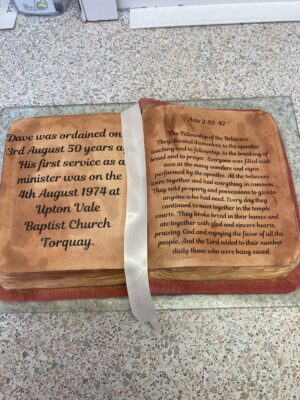 Dave was ordained on
3rd August 50 years a
His first service as a
minister was on the
4th August 1974 at
Upton Vale
Baptist Church
Torquay.
Acts 2:42-47
The Fellowship of the Believers
They devoted themselves to the apostles'
teaching and to fellowship, to the breaking of
bread and to prayer. Everyone was filled with
awe at the many wonders and signs
performed by the apostles. All the believers
were together and had everything in common.
They sold property and possessions to give to
anyone who had need. Every day they
continued to meet together in the temple
courts. They broke bread in their homes and
ate together with glad and sincere hearts,
praising God and enjoying the favor of all the
people. And the Lord added to their number
daily those who were being saved.